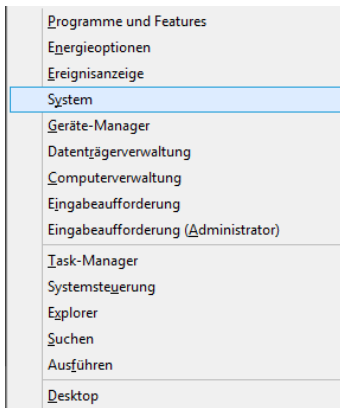 Programme und Features
Energieoptionen
Ereignisanzeige
System
Geräte-Manager
Datenträgerverwaltung
Computerverwaltung
Eingabeaufforderung
Eingabeaufforderung (Administrator)
Task-Manager
Systemsteuerung
Explorer
Suchen
Ausführen
Desktop